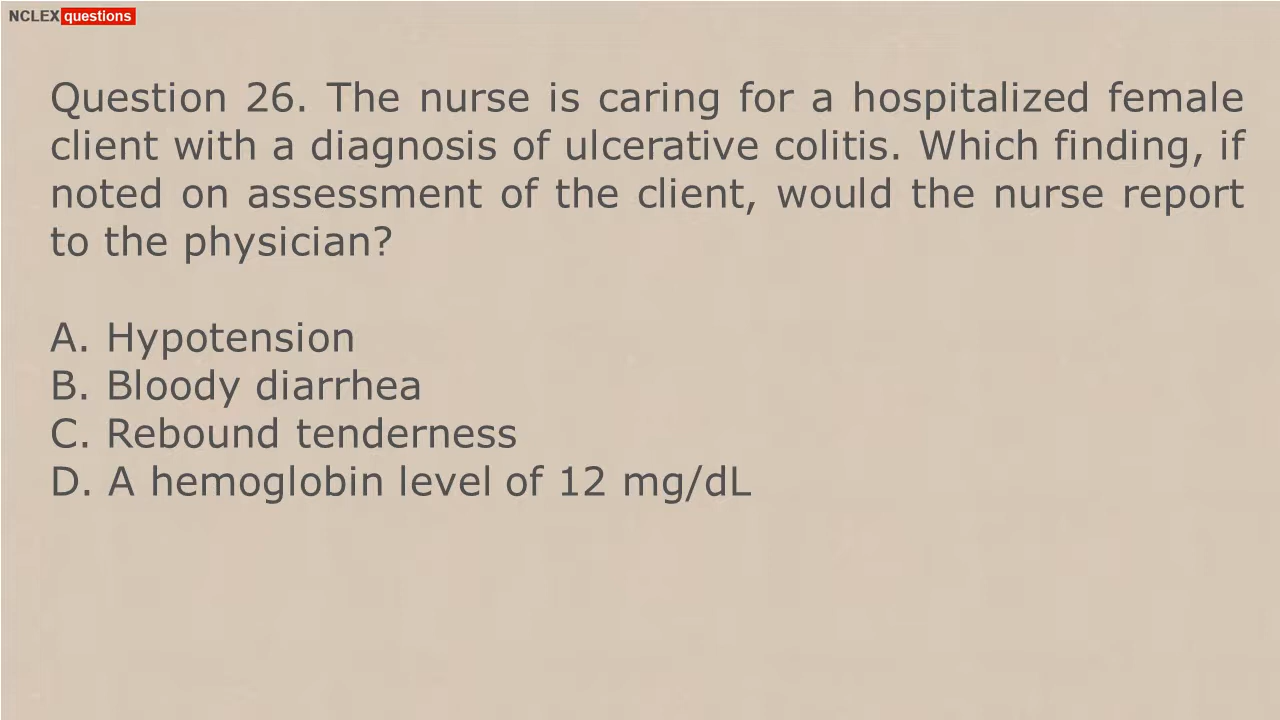 NCLEX questions
Question 26. The nurse is caring for a hospitalized female
client with a diagnosis of ulcerative colitis. Which finding, if
noted on assessment of the client, would the nurse report
to the physician?
A. Hypotension
B. Bloody diarrhea
C. Rebound tenderness
D. A hemoglobin level of 12 mg/dL